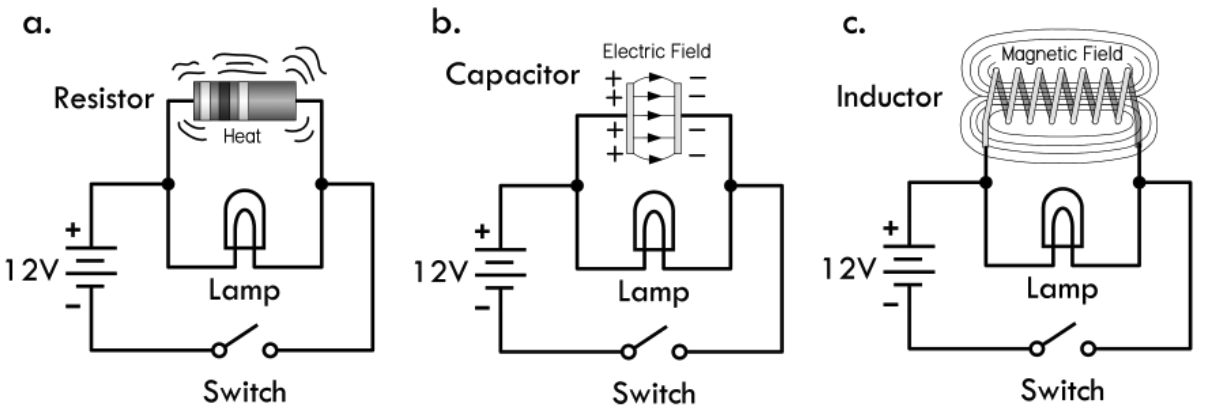 a.
Resistor
Heat
+
12V
−
Lamp
Switch
b.
Electric Field
Capacitor
+ −
+ −
+ −
+ −
+
12V
−
Lamp
Switch
c.
Magnetic Field
Inductor
+
12V
−
Lamp
Switch